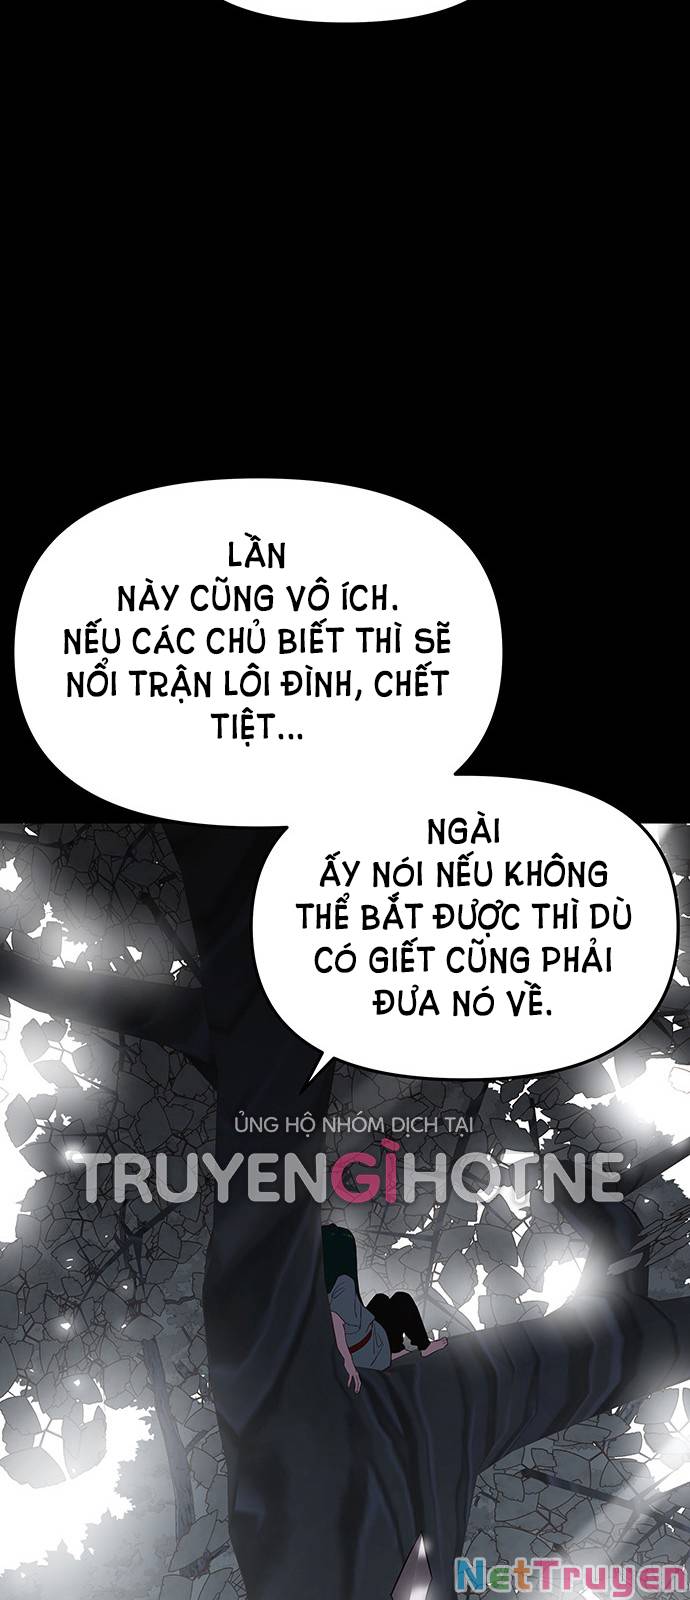 LẦN
NÀY CŨNG VÔ ÍCH.
NẾU CÁC CHỦ BIẾT THÌ SẼ
NỔI TRẬN LÔI ĐÌNH, CHẾT
TIỆT...
NGÀI
ẤY NÓI NẾU KHÔNG
THỂ BẮT ĐƯỢC THÌ DÙ
CÓ GIẾT CŨNG PHẢI
ĐƯA NÓ VỀ.
ỦNG HỘ NHÓM DỊCH TẠI
TRUYENGÌHOTNE
NetTruyen